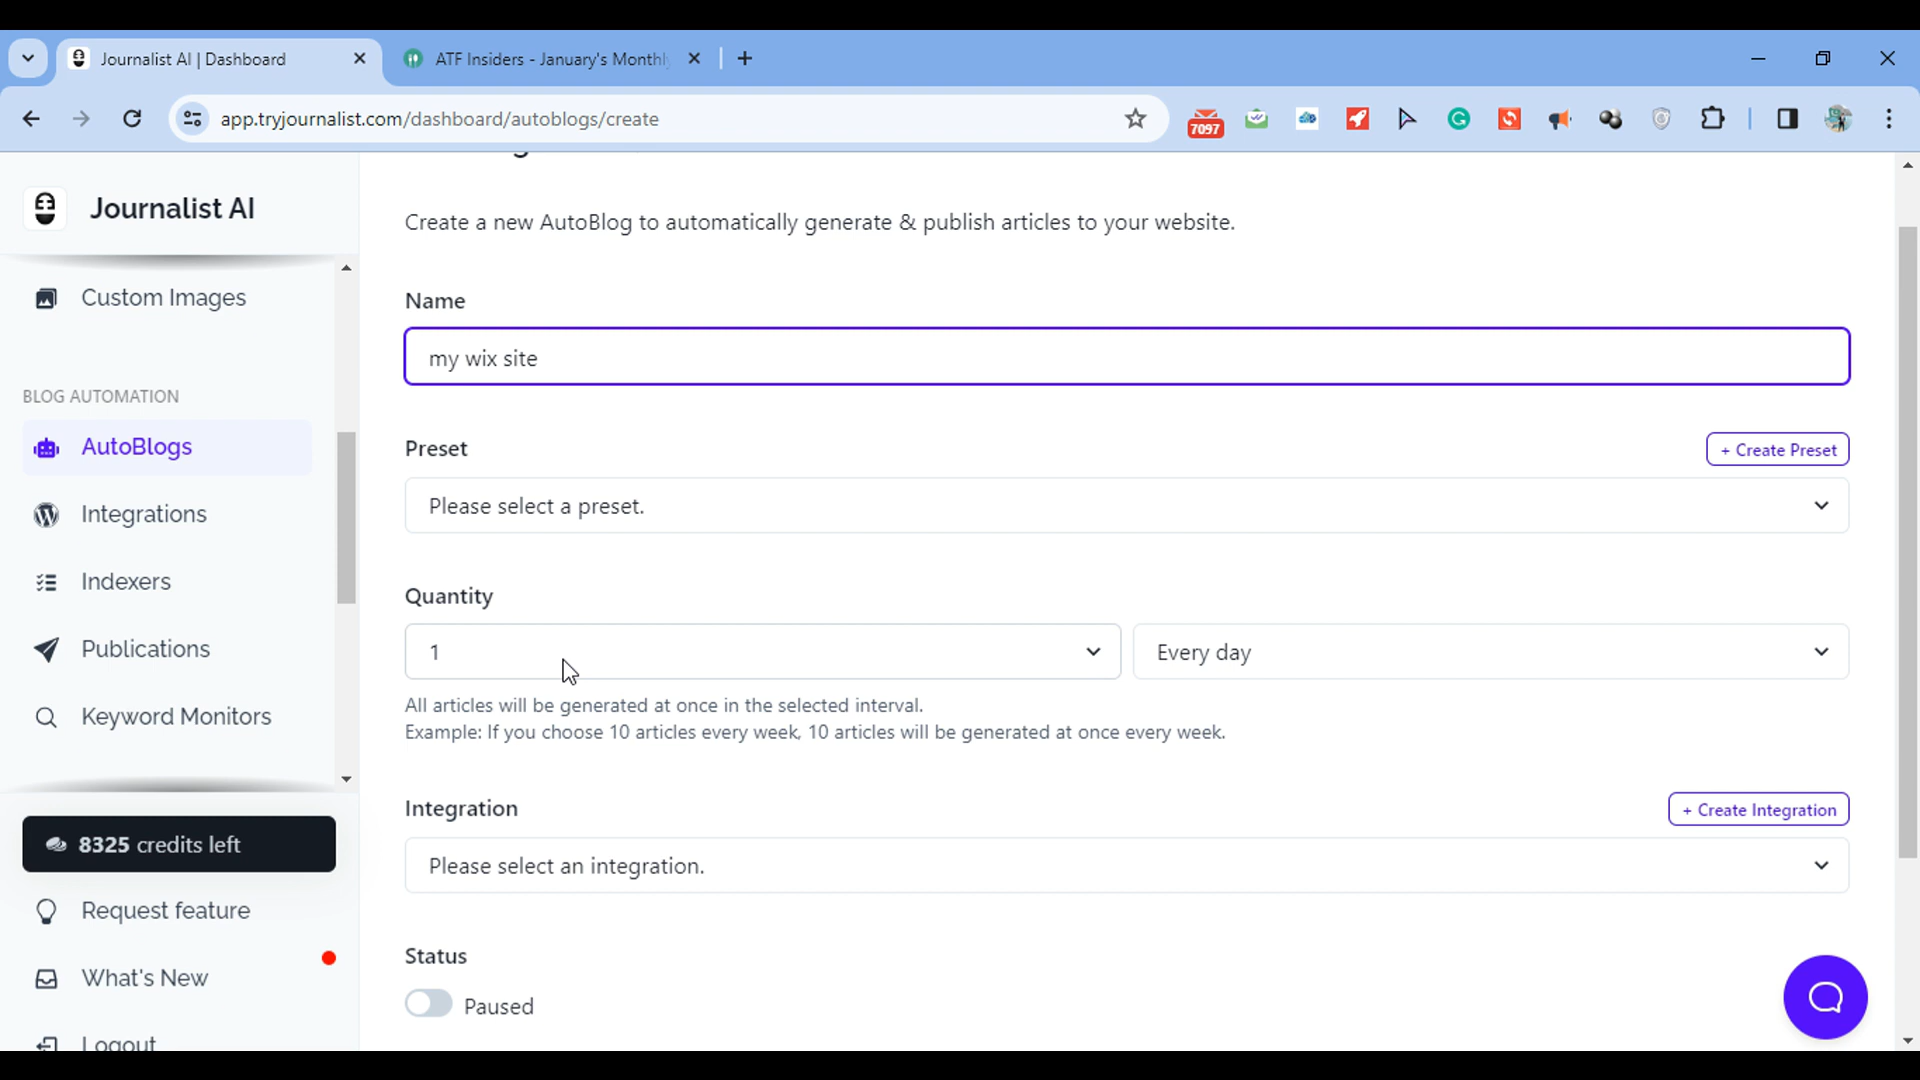 Journalist AI | Dashboard
ATF Insiders - January's Monthl
app.tryjournalist.com/dashboard/autoblogs/create
7097
Journalist AI
Custom Images
BLOG AUTOMATION
AutoBlogs
Integrations
Indexers
Publications
Keyword Monitors
8325 credits left
Request feature
What's New
Logout
Create a new AutoBlog to automatically generate & publish articles to your website.
Name
my wix site
Preset
+ Create Preset
Please select a preset.
Quantity
1
Every day
All articles will be generated at once in the selected interval.
Example: If you choose 10 articles every week, 10 articles will be generated at once every week.
Integration
+ Create Integration
Please select an integration.
Status
Paused